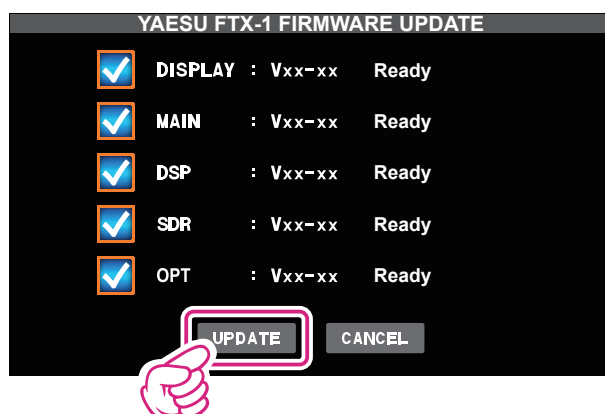 YAESU FTX-1 FIRMWARE UPDATE
DISPLAY : Vxx-xx Ready
MAIN : Vxx-xx Ready
DSP : Vxx-xx Ready
SDR : Vxx-xx Ready
OPT : Vxx-xx Ready
UPDATE CANCEL